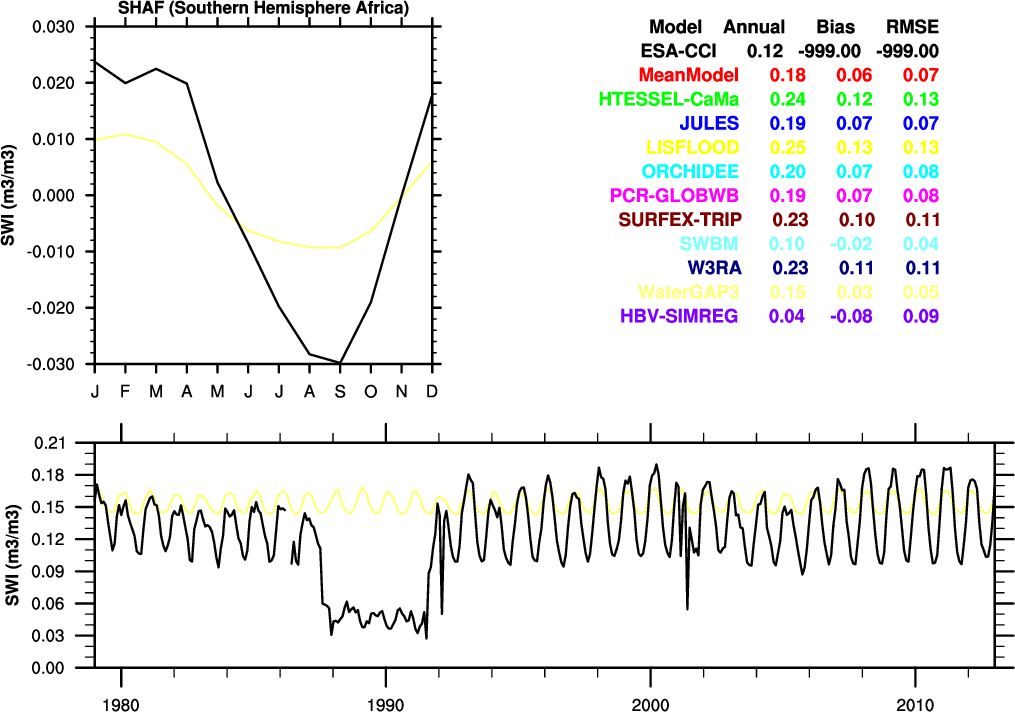 SHAF (Southern Hemisphere Africa)
0.030
0.020
0.010
0.000
-0.010
-0.020
-0.030
SWI (m3/m3)
J F M A M J J A S O N D
Model Annual Bias RMSE
ESA-CCI 0.12 -999.00 -999.00
MeanModel 0.18 0.06 0.07
HTESSEL-CaMa 0.24 0.12 0.13
JULES 0.19 0.07 0.07
LISFLOOD 0.25 0.13 0.13
ORCHIDEE 0.20 0.07 0.08
PCR-GLOBWB 0.19 0.07 0.08
SURFEX-TRIP 0.23 0.10 0.11
SWBM 0.10 -0.02 0.04
W3RA 0.23 0.11 0.11
WaterGAP3 0.15 0.03 0.05
HBV-SIMREG 0.04 -0.08 0.09
0.21
0.18
0.15
0.12
0.09
0.06
0.03
0.00
SWI (m3/m3)
1980 1990 2000 2010